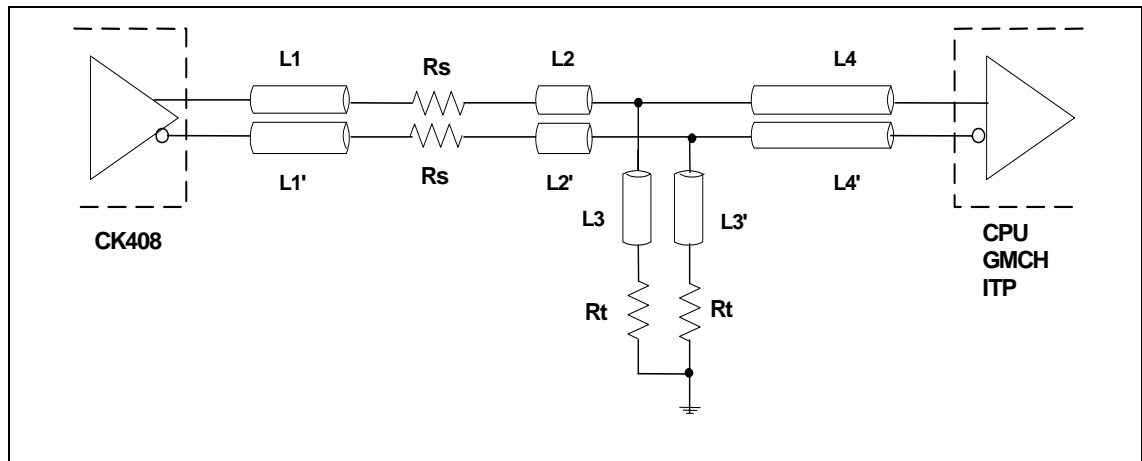 L1
Rs
L2
L4
L1'
Rs
L2'
L4'
L3
L3'
CK408
CPU
GMCH
ITP
Rt
Rt